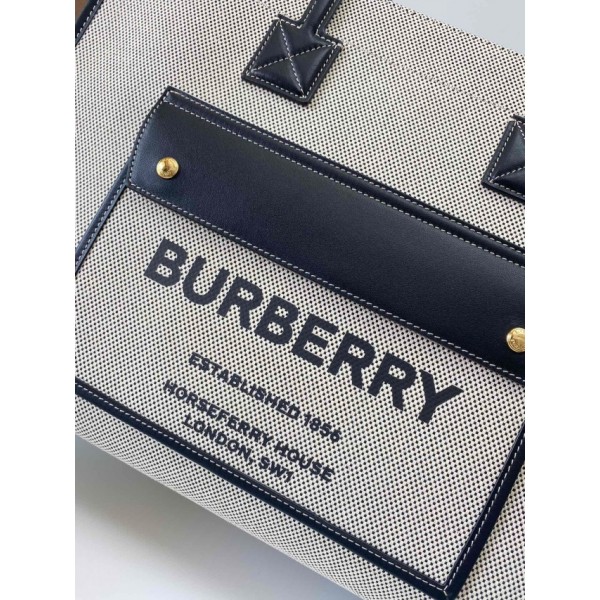 BURBERRY
ESTABLISHED 1856
HORSEFERRY HOUSE
LONDON, SW1